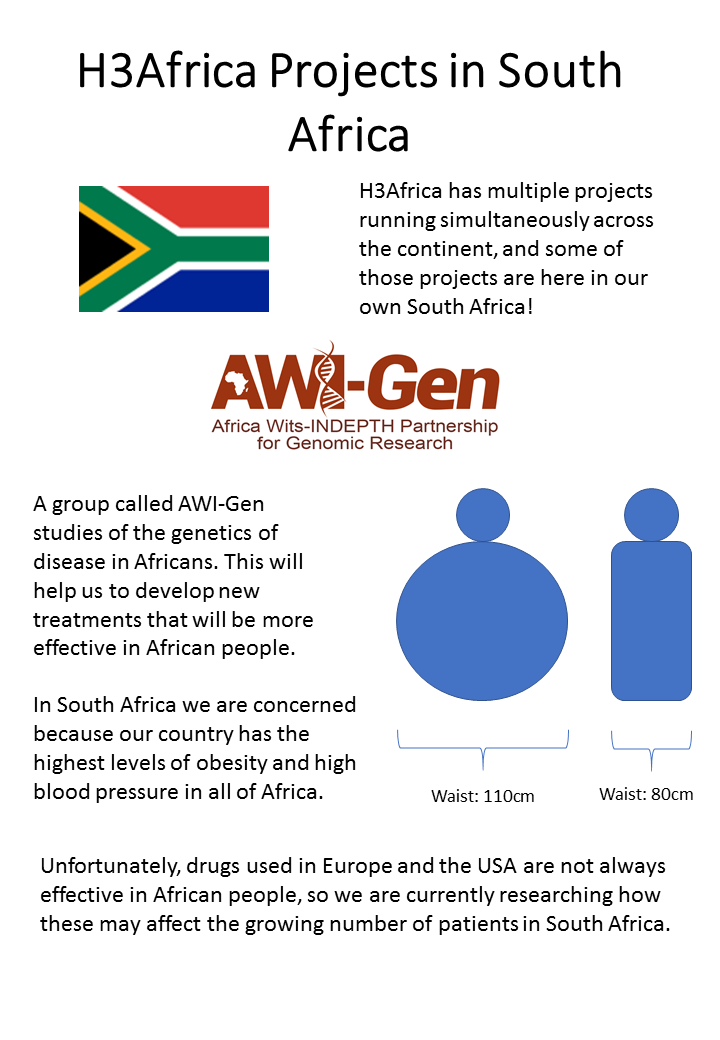 H3Africa Projects in South
Africa
H3Africa has multiple projects
running simultaneously across
the continent, and some of
those projects are here in our
own South Africa!
AWI-Gen
Africa Wits-INDEPTH Partnership
for Genomic Research
A group called AWI-Gen
studies of the genetics of
disease in Africans. This will
help us to develop new
treatments that will be more
effective in African people.
In South Africa we are concerned
because our country has the
highest levels of obesity and high
blood pressure in all of Africa.
Waist: 110cm
Waist: 80cm
Unfortunately, drugs used in Europe and the USA are not always
effective in African people, so we are currently researching how
these may affect the growing number of patients in South Africa.